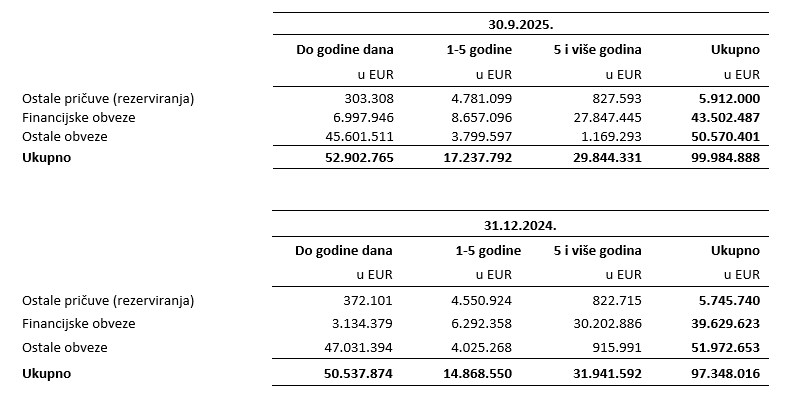 30.9.2025.
Do godine dana 1-5 godine 5 i više godina Ukupno
u EUR u EUR u EUR u EUR
Ostale pričuve (rezerviranja) 303.308 4.781.099 827.593 5.912.000
Financijske obveze 6.997.946 8.657.096 27.847.445 43.502.487
Ostale obveze 45.601.511 3.799.597 1.169.293 50.570.401
Ukupno 52.902.765 17.237.792 29.844.331 99.984.888
31.12.2024.
Do godine dana 1-5 godine 5 i više godina Ukupno
u EUR u EUR u EUR u EUR
Ostale pričuve (rezerviranja) 372.101 4.550.924 822.715 5.745.740
Financijske obveze 3.134.379 6.292.358 30.202.886 39.629.623
Ostale obveze 47.031.394 4.025.268 915.991 51.972.653
Ukupno 50.537.874 14.868.550 31.941.592 97.348.016